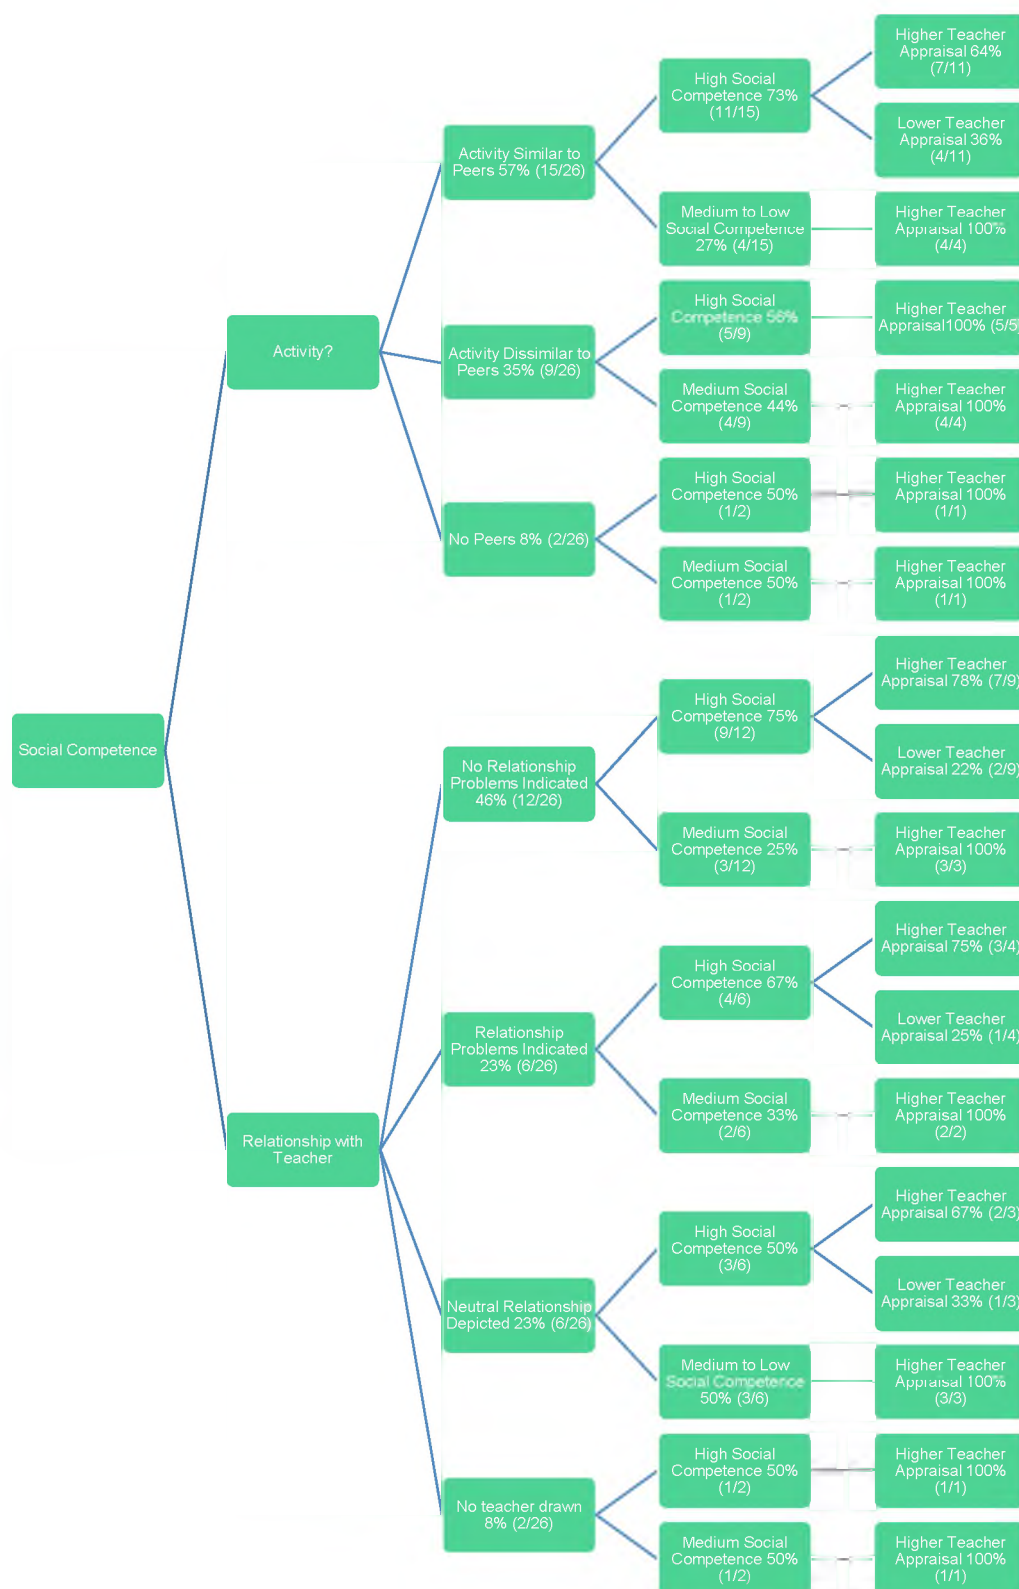 Social Competence
Activity?
Activity Similar to
Peers 57% (15/26)
High Social
Competence 73%
(11/15)
Higher Teacher
Appraisal 64%
(7/11)
Lower Teacher
Appraisal 36%
(4/11)
Medium to Low
Social Competence
27% (4/15)
Higher Teacher
Appraisal 100%
(4/4)
Activity Dissimilar to
Peers 35% (9/26)
High Social
Competence 56%
(5/9)
Higher Teacher
Appraisal100% (5/5)
Medium Social
Competence 44%
(4/9)
Higher Teacher
Appraisal 100%
(4/4)
No Peers 8% (2/26)
High Social
Competence 50%
(1/2)
Higher Teacher
Appraisal 100%
(1/1)
Medium Social
Competence 50%
(1/2)
Higher Teacher
Appraisal 100%
(1/1)
Relationship with
Teacher
No Relationship
Problems Indicated
46% (12/26)
High Social
Competence 75%
(9/12)
Higher Teacher
Appraisal 78% (7/9)
Lower Teacher
Appraisal 22% (2/9)
Medium Social
Competence 25%
(3/12)
Higher Teacher
Appraisal 100%
(3/3)
Relationship
Problems Indicated
23% (6/26)
High Social
Competence 67%
(4/6)
Higher Teacher
Appraisal 75% (3/4)
Lower Teacher
Appraisal 25% (1/4)
Medium Social
Competence 33%
(2/6)
Higher Teacher
Appraisal 100%
(2/2)
Neutral Relationship
Depicted 23% (6/26)
High Social
Competence 50%
(3/6)
Higher Teacher
Appraisal 67% (2/3)
Lower Teacher
Appraisal 33% (1/3)
Medium to Low
Social Competence
50% (3/6)
Higher Teacher
Appraisal 100%
(3/3)
No teacher drawn
8% (2/26)
High Social
Competence 50%
(1/2)
Higher Teacher
Appraisal 100%
(1/1)
Medium Social
Competence 50%
(1/2)
Higher Teacher
Appraisal 100%
(1/1)